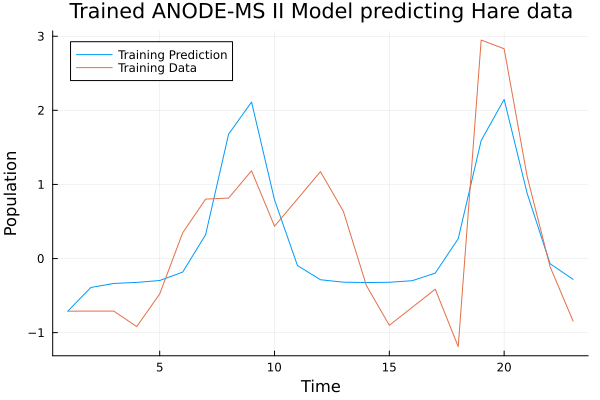 Trained ANODE-MS II Model predicting Hare data
3
Training Prediction
Training Data
2
Population
1
0
−1
5
10
15
20
Time